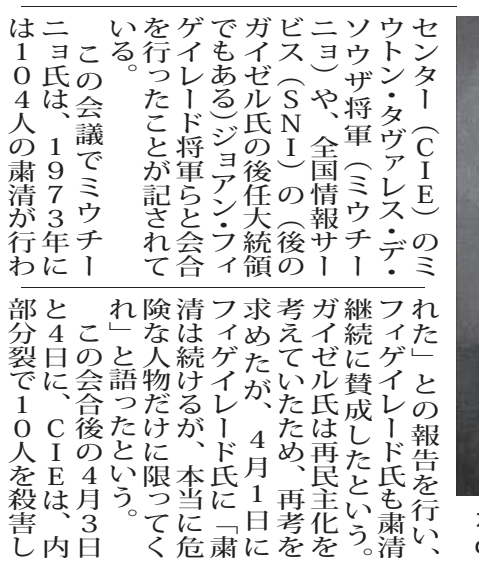 センター（CIE）のミ
ウトン・タヴァレス・デ・
ソウザ将軍（ミウチー
ニョ）や、全国情報サー
ビス（SNI）の（後の
ガイゼル氏の後任大統領
でもある）ジョアン・フィ
ゲイレード将軍らと会合
を行ったことが記されて
いる。
　この会議でミウチー
ニョ氏は、1973年に
は104人の粛清が行わ
れた」との報告を行い、
フィゲイレード氏も粛清
継続に賛成したという。
ガイゼル氏は再民主化を
考えていたため、再考を
求めたが、4月1日に
フィゲイレード氏に「粛
清は続けるが、本当に危
険な人物だけに限ってく
れ」と語ったという。
　この会合後の4月3日
と4日に、CIEは、内
部分裂で10人を殺害し